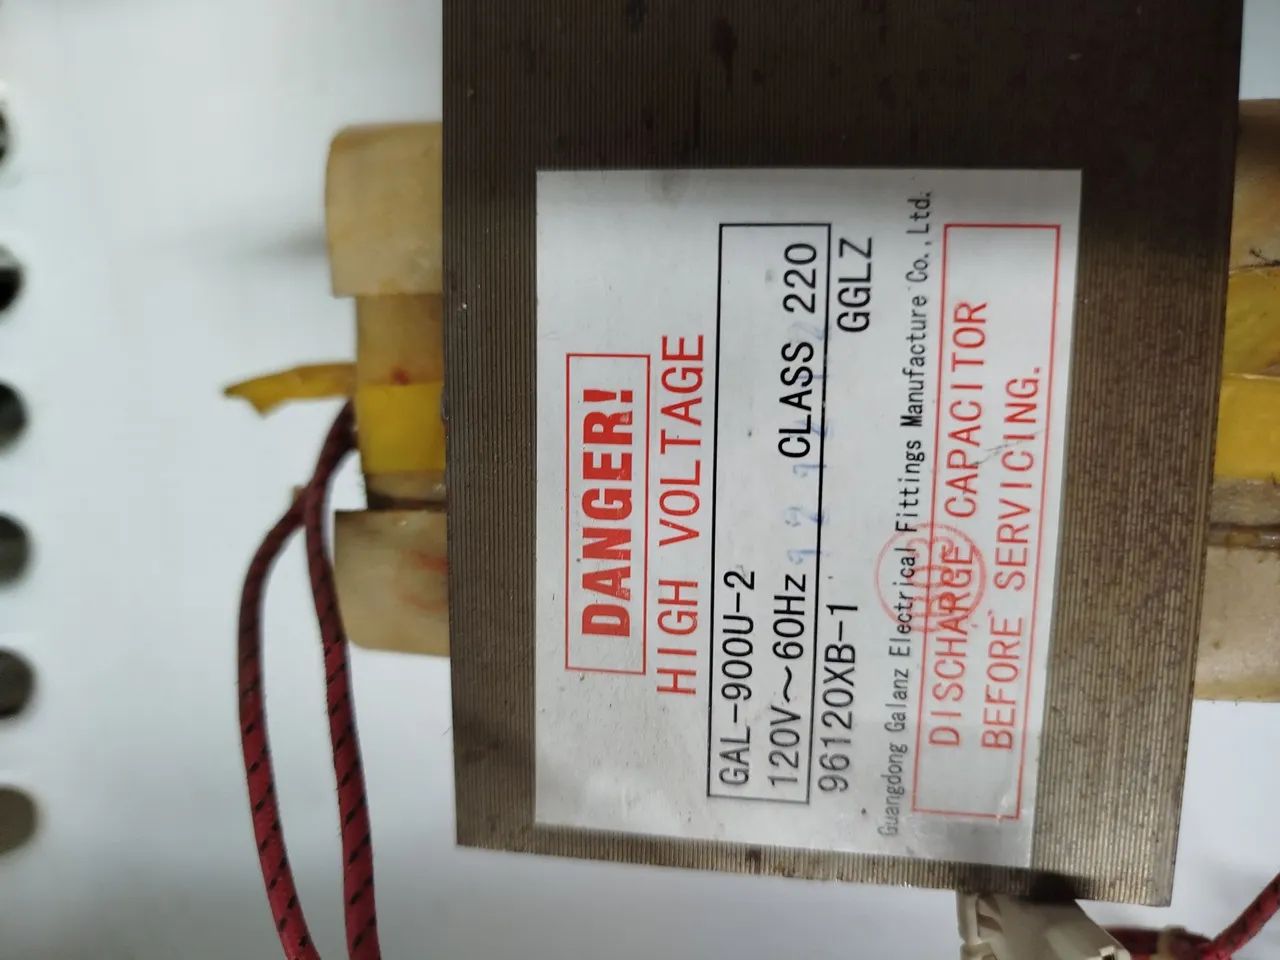 DANGER!
HIGH VOLTAGE
GAL-900U-2
120V~60Hz CLASS 220
96120XB-1 GGLZ
Guangdong Galanz Electrical Fittings Manufacture Co.,Ltd.
DISCHARGE CAPACITOR
BEFORE SERVICING.